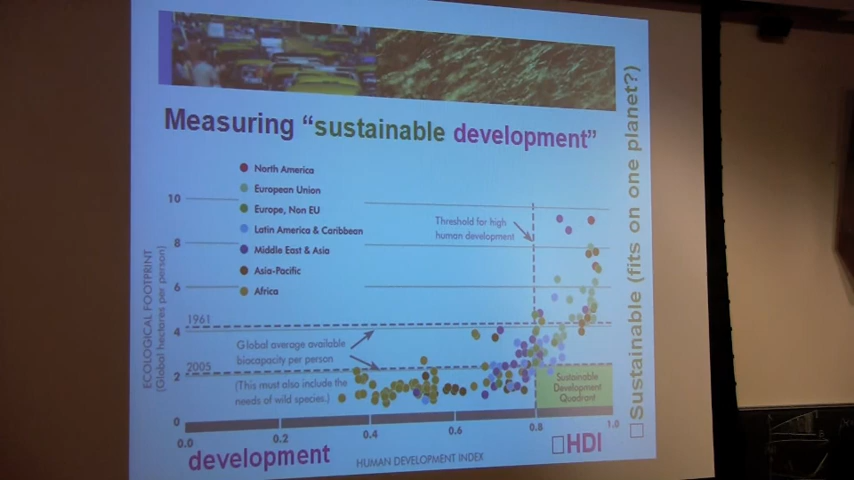 Measuring “sustainable development”
North America
European Union
Europe, Non EU
Latin America & Caribbean
Middle East & Asia
Asia-Pacific
Africa
10
8
6
4
2
0
ECOLOGICAL FOOTPRINT
(Global hectares per person)
Threshold for high
human development
1961
Global average available
biocapacity per person
2005
(This must also include the
needs of wild species.)
Sustainable
Development
Quadrant
0.0
0.2
0.4
0.6
0.8
1.0
development
HUMAN DEVELOPMENT INDEX
□HDI
□Sustainable (fits on one planet?)